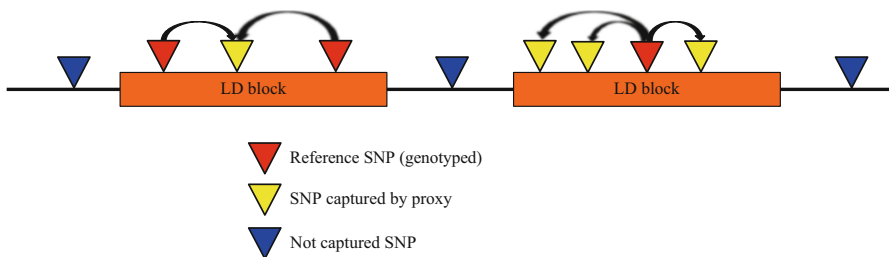 LD block
LD block
Reference SNP (genotyped)
SNP captured by proxy
Not captured SNP